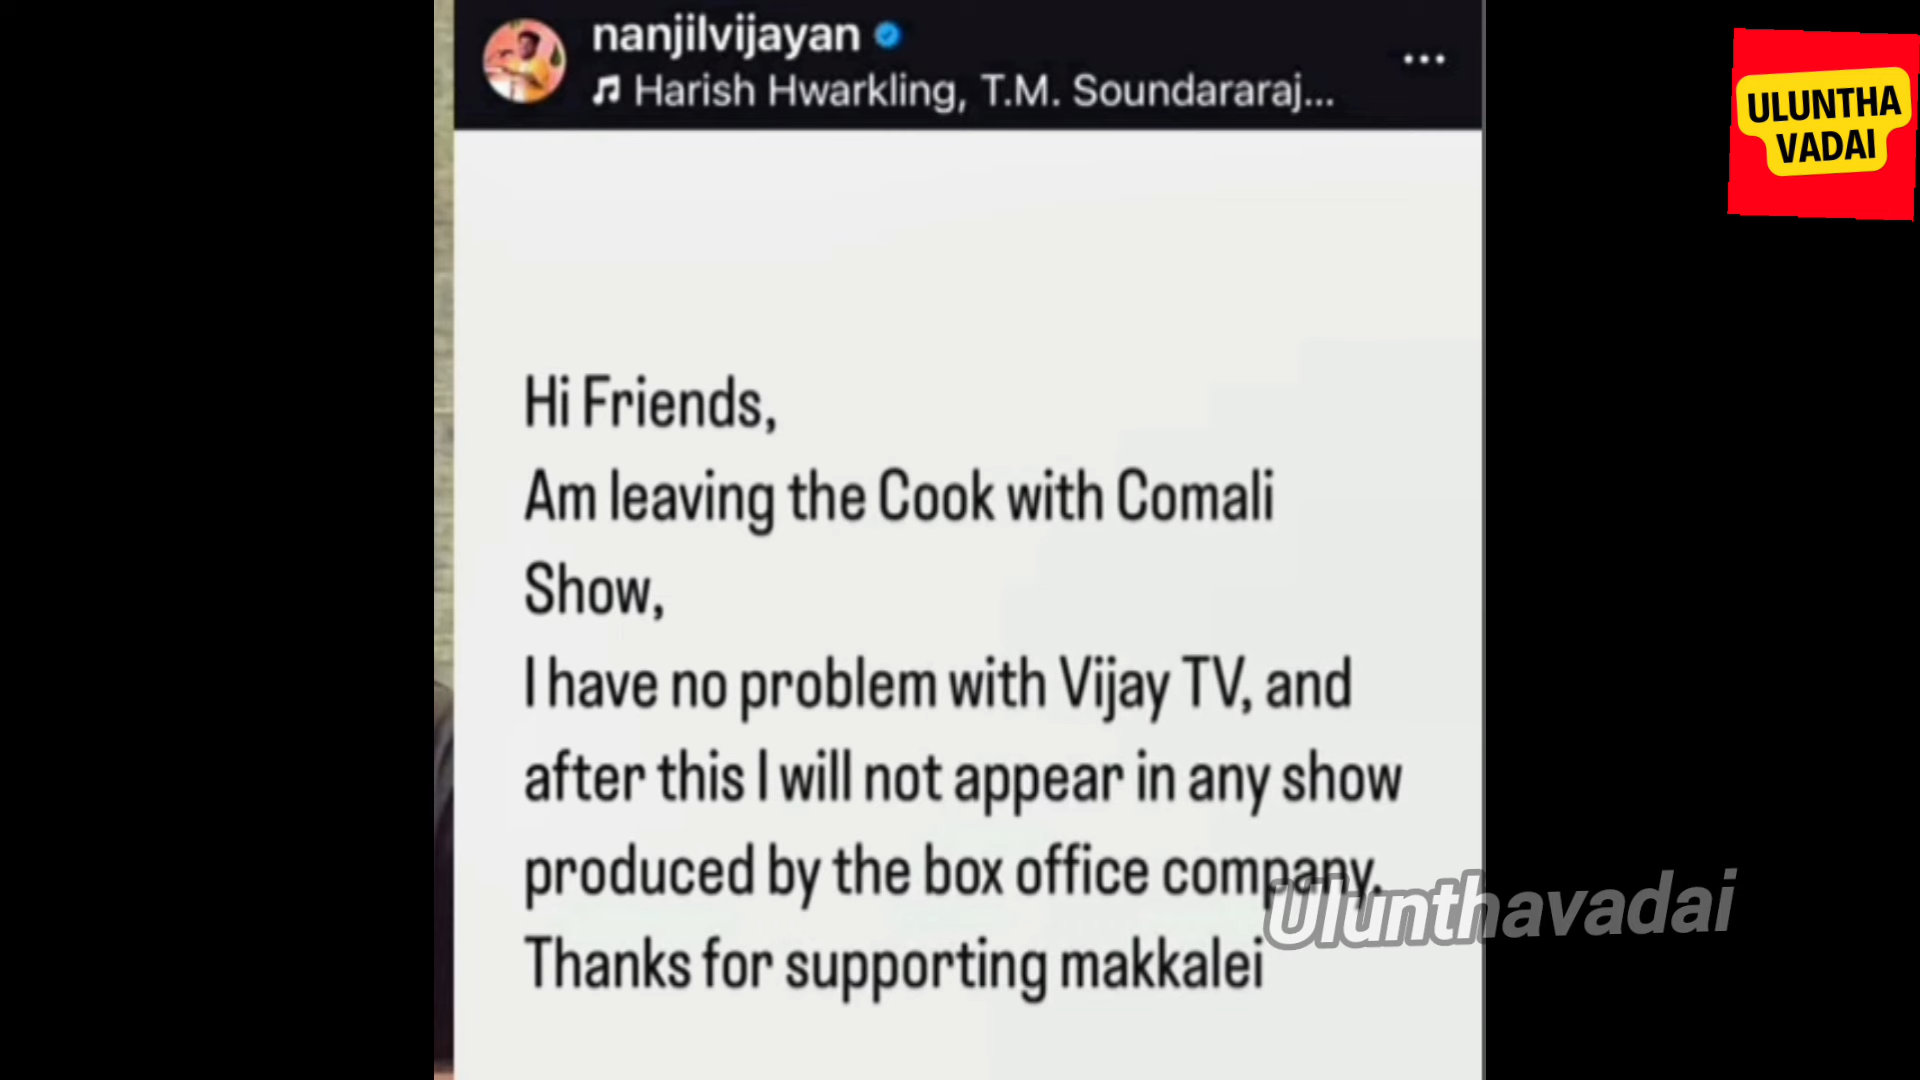 nanjilvijayan
Harish Hwarkling, T.M. Soundararaj...
ULUNTHA
VADAI
Hi Friends,
Am leaving the Cook with Comali
Show,
I have no problem with Vijay TV, and
after this I will not appear in any show
produced by the box office company.
Ulunthavadai
Thanks for supporting makkalei